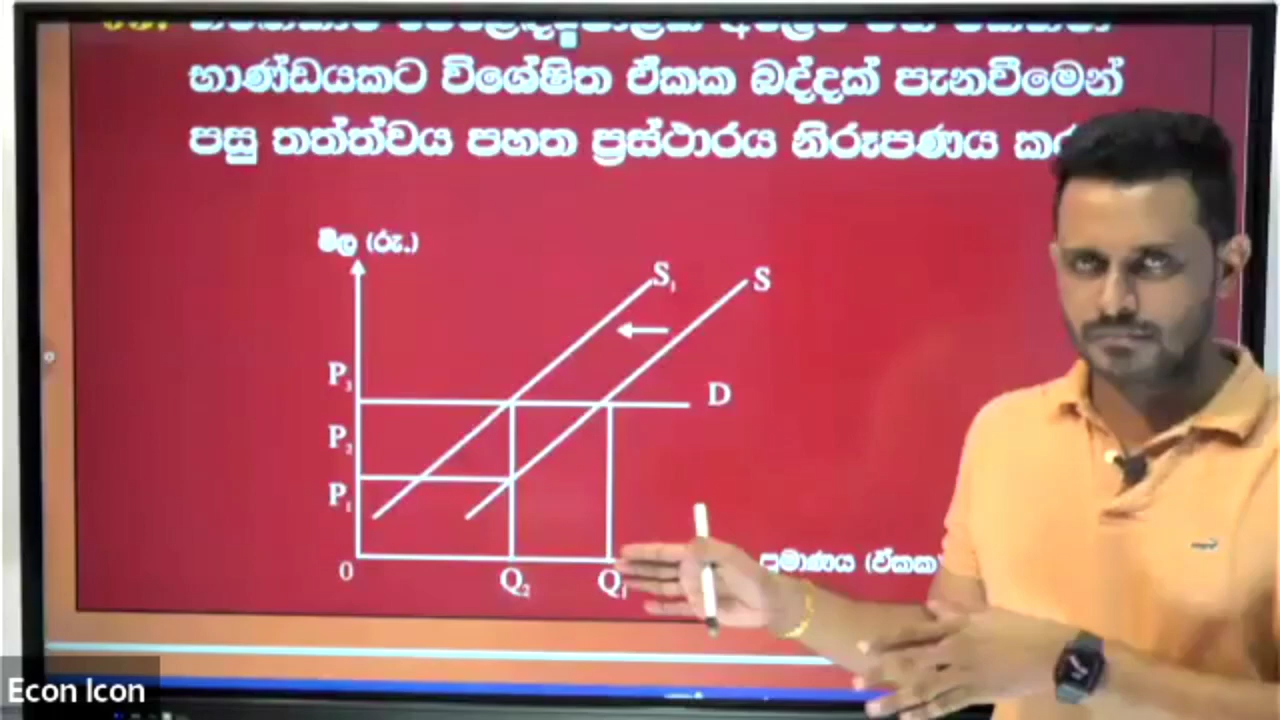 භාණ්ඩයකට විශේෂිත ඒකක බද්දක් පැනවීමෙන්
පසු තත්ත්වය පහත ප්‍රස්ථාරය නිරූපණය
මිල (රු.)
S₁
S
P₃
D
P₂
P₁
0
Q₂
Q₁
ප්‍රමාණය (ඒකක)
Econ Icon